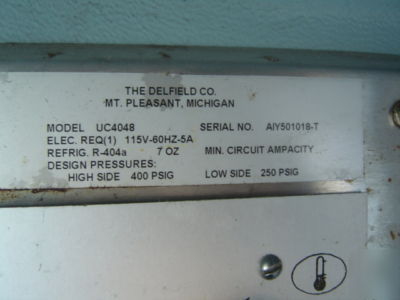 THE DELFIELD CO.
MT. PLEASANT, MICHIGAN
MODEL UC4048 SERIAL NO. AIY501018-T
ELEC. REQ(1) 115V-60HZ-5A
REFRIG. R-404a 7 OZ MIN. CIRCUIT AMPACITY
DESIGN PRESSURES:
HIGH SIDE 400 PSIG LOW SIDE 250 PSIG